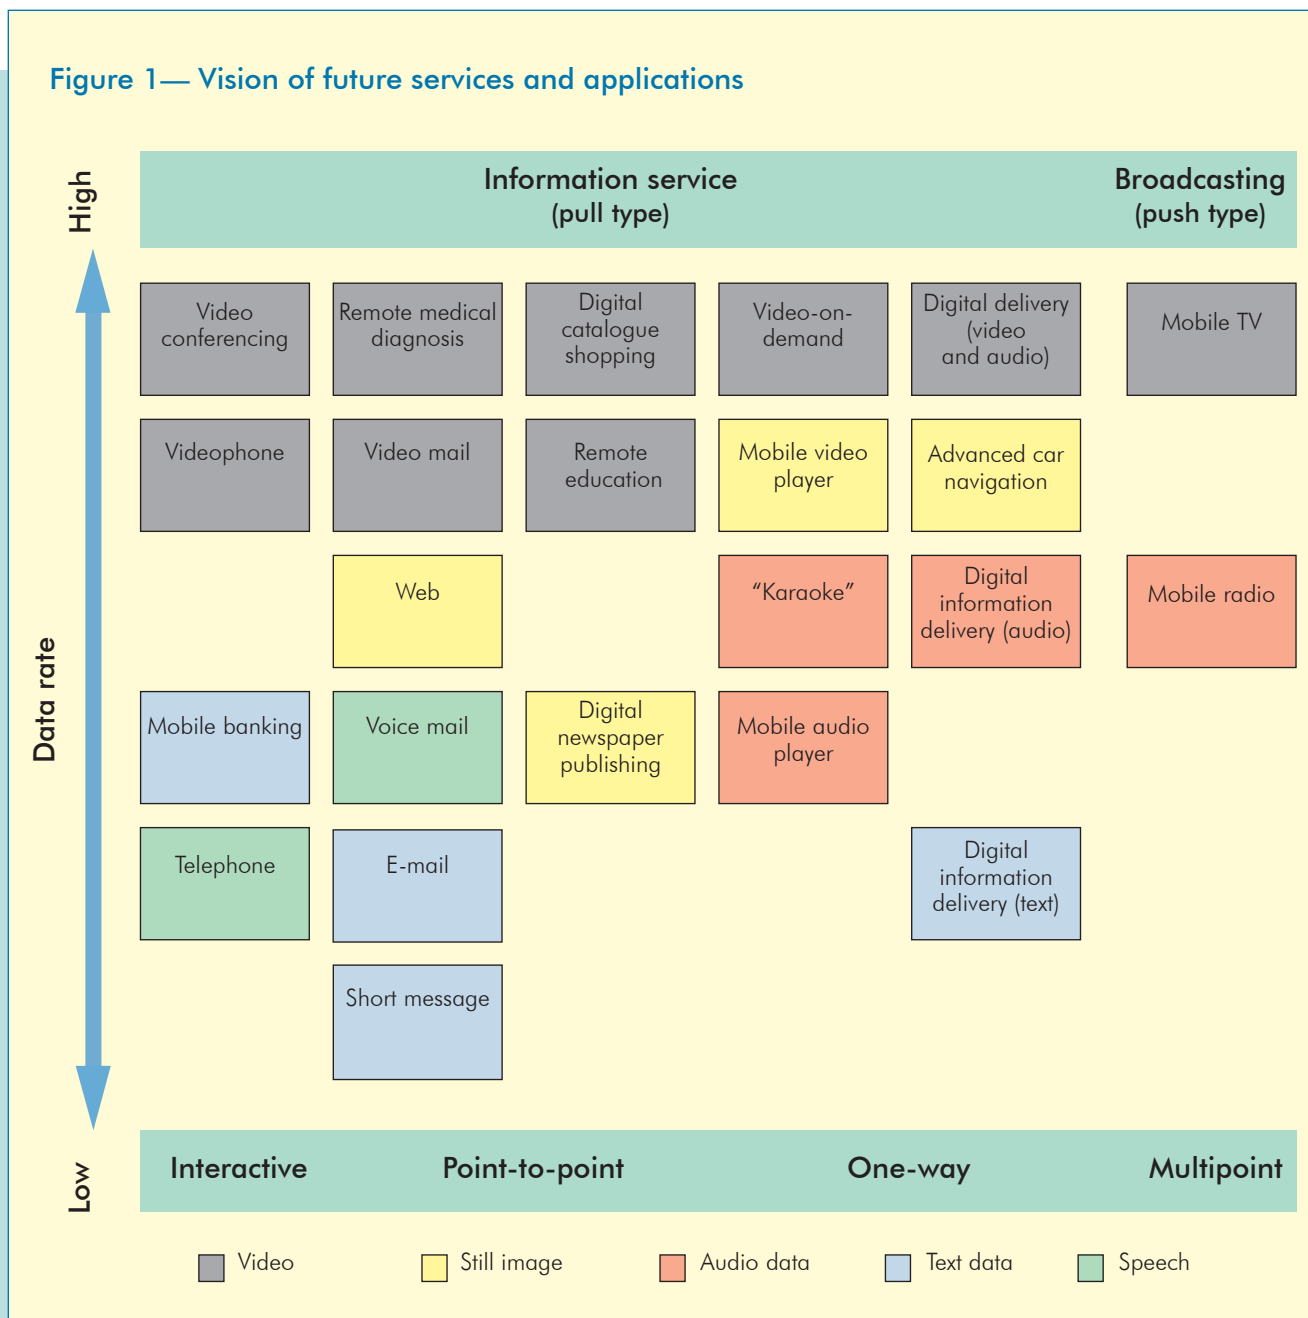 Figure 1— Vision of future services and applications
High
Information service
(pull type)
Broadcasting
(push type)
Video
conferencing
Remote medical
diagnosis
Digital
catalogue
shopping
Video-on-
demand
Digital delivery
(video
and audio)
Mobile TV
Videophone
Video mail
Remote
education
Mobile video
player
Advanced car
navigation
Web
“Karaoke”
Digital
information
delivery (audio)
Mobile radio
Data rate
Mobile banking
Voice mail
Digital
newspaper
publishing
Mobile audio
player
Telephone
E-mail
Digital
information
delivery (text)
Short message
Low
Interactive
Point-to-point
One-way
Multipoint
Video
Still image
Audio data
Text data
Speech